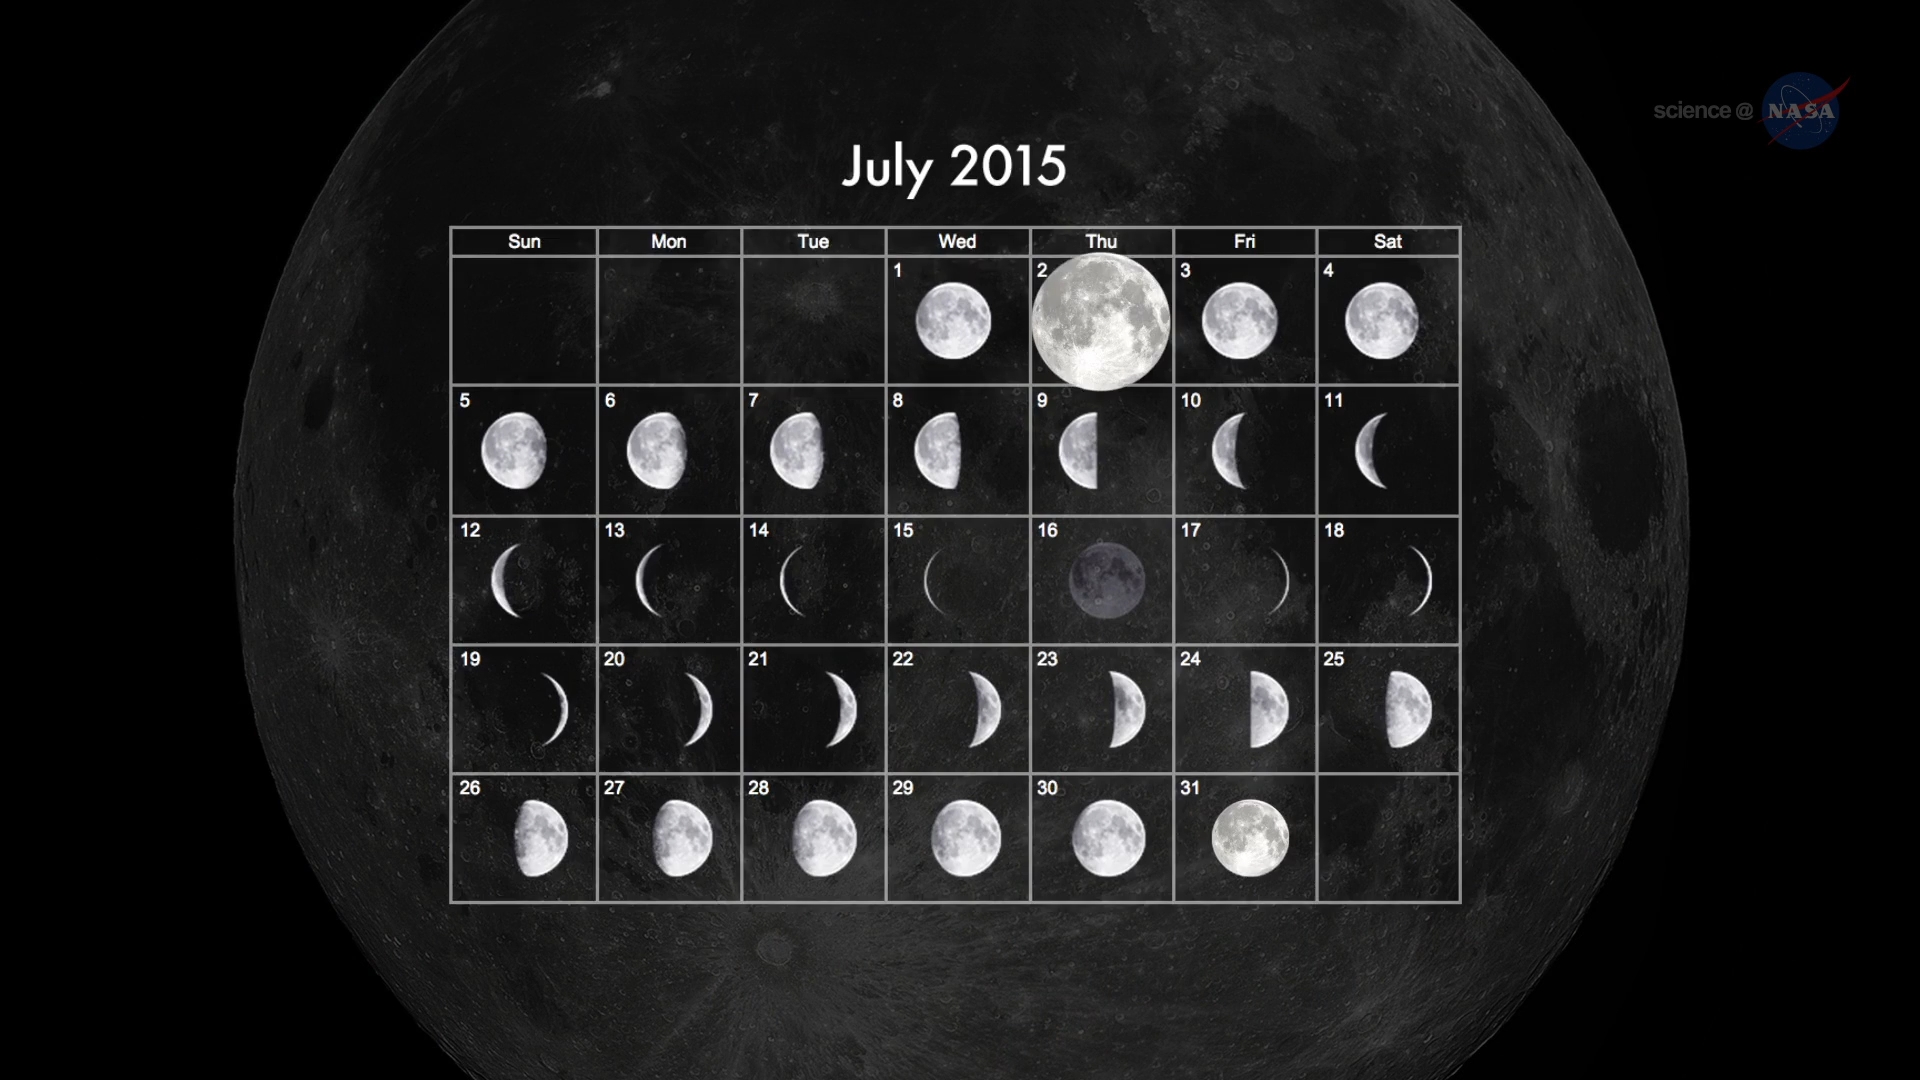 science @ NASA
July 2015
Sun Mon Tue Wed Thu Fri Sat
1 2 3 4
5 6 7 8 9 10 11
12 13 14 15 16 17 18
19 20 21 22 23 24 25
26 27 28 29 30 31